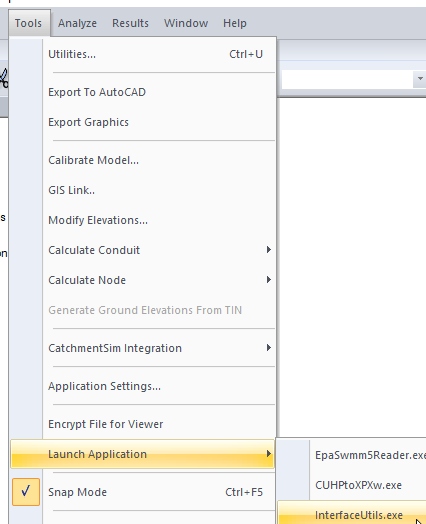 Tools Analyze Results Window Help
Utilities... Ctrl+U
Export To AutoCAD
Export Graphics
Calibrate Model...
GIS Link..
Modify Elevations...
Calculate Conduit
Calculate Node
Generate Ground Elevations From TIN
CatchmentSim Integration
Application Settings...
Encrypt File for Viewer
Launch Application
EpaSwmm5Reader.exe
CUHPtoXPXw.exe
Snap Mode Ctrl+F5
InterfaceUtils.exe